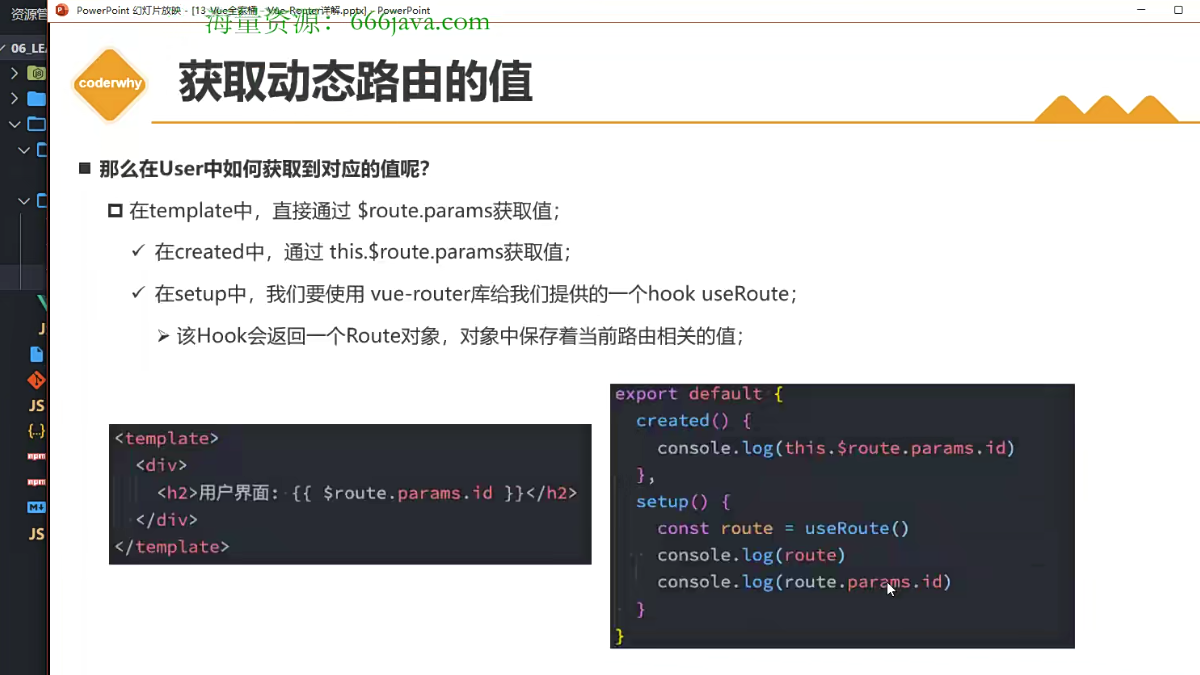 资源管
PowerPoint 幻灯片放映 - [13_Vue全家桶 - Vue-Router详解.pptx] - PowerPoint
海量资源：666java.com
06_LEA
coderwhy
获取动态路由的值
那么在User中如何获取到对应的值呢？
在template中，直接通过 $route.params获取值；
在created中，通过 this.$route.params获取值；
在setup中，我们要使用 vue-router库给我们提供的一个hook useRoute；
该Hook会返回一个Route对象，对象中保存着当前路由相关的值；
<template>
<div>
<h2>用户界面: {{ $route.params.id }}</h2>
</div>
</template>
export default {
created() {
console.log(this.$route.params.id)
},
setup() {
const route = useRoute()
console.log(route)
console.log(route.params.id)
}
}
J
JS
{..}
npm
npm
M
JS